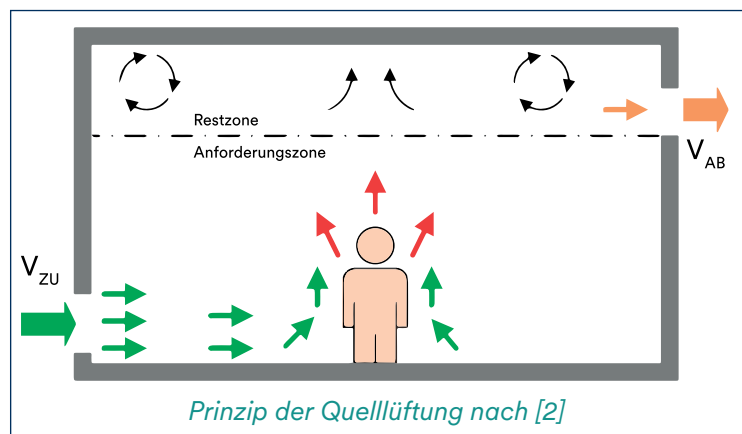 Restzone
Anforderungszone
V_AB
V_ZU
Prinzip der Quelllüftung nach [2]